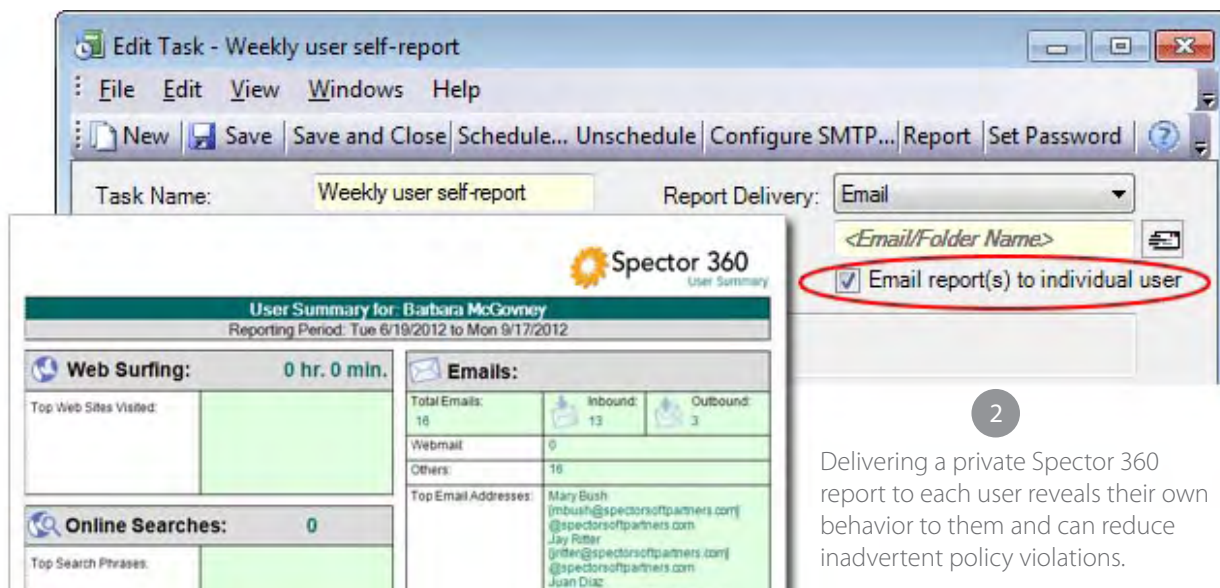 Edit Task - Weekly user self-report
File Edit View Windows Help
New Save Save and Close Schedule... Unschedule Configure SMTP... Report Set Password
Task Name: Weekly user self-report Report Delivery: Email
<Email/Folder Name>
Email report(s) to individual user
Spector 360
User Summary
User Summary for: Barbara McGovney
Reporting Period: Tue 6/19/2012 to Mon 9/17/2012
Web Surfing: 0 hr. 0 min.
Top Web Sites Visited:
Online Searches: 0
Top Search Phrases:
Emails:
Total Emails: Inbound: Outbound:
16 13 3
Webmail: 0
Others: 16
Top Email Addresses: Mary Bush
[mbush@spectorsoftpartners.com]
@spectorsoftpartners.com
Jay Ritter
[jritter@spectorsoftpartners.com]
@spectorsoftpartners.com
Juan Diaz
2
Delivering a private Spector 360
report to each user reveals their own
behavior to them and can reduce
inadvertent policy violations.